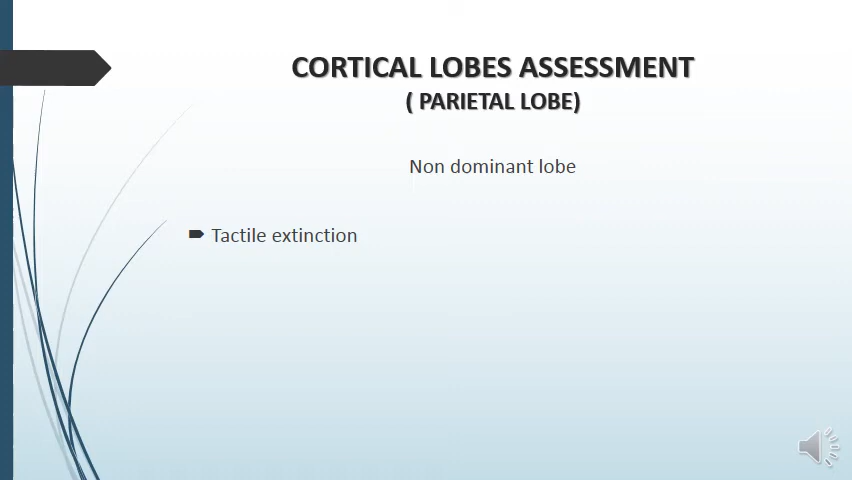 CORTICAL LOBES ASSESSMENT
( PARIETAL LOBE)
Non dominant lobe
Tactile extinction